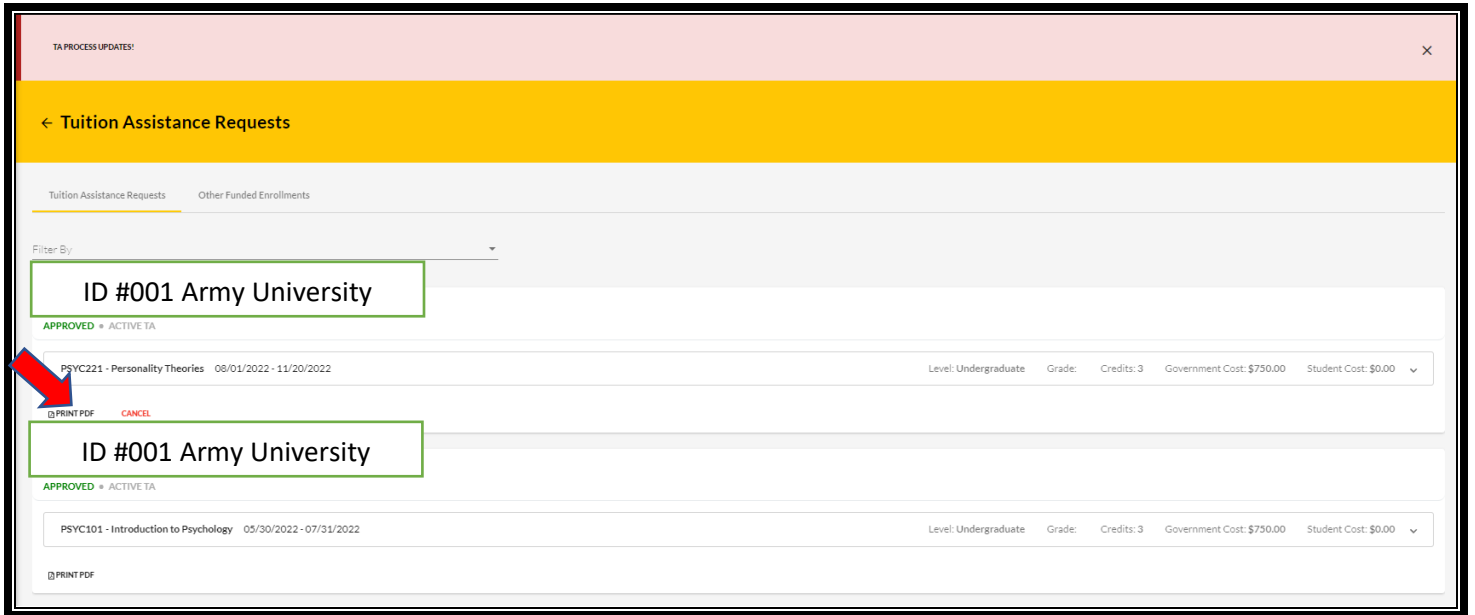 TA PROCESS UPDATES!
← Tuition Assistance Requests
Tuition Assistance Requests Other Funded Enrollments
Filter By
ID #001 Army University
APPROVED • ACTIVE TA
PSYC221 - Personality Theories 08/01/2022 - 11/20/2022 Level: Undergraduate Grade: Credits: 3 Government Cost: $750.00 Student Cost: $0.00
PRINT PDF CANCEL
ID #001 Army University
APPROVED • ACTIVE TA
PSYC101 - Introduction to Psychology 05/30/2022 - 07/31/2022 Level: Undergraduate Grade: Credits: 3 Government Cost: $750.00 Student Cost: $0.00
PRINT PDF